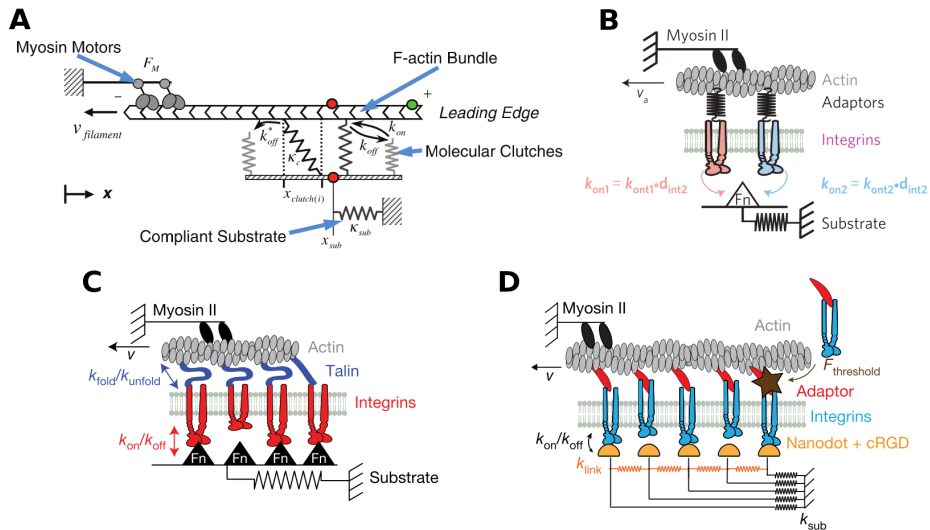 A
Myosin Motors
F_M
F-actin Bundle
−
+
Leading Edge
v_filament
k*_off
κ_c
k_on
k_off
Molecular Clutches
x
x_clutch(i)
Compliant Substrate
κ_sub
x_sub
B
Myosin II
v_a
Actin
Adaptors
Integrins
k_on1 = k_ont1•d_int2
k_on2 = k_ont2•d_int2
Fn
Substrate
C
Myosin II
v
Actin
k_fold/k_unfold
Talin
Integrins
k_on/k_off
Fn
Fn
Fn
Fn
Substrate
D
Myosin II
Actin
v
F_threshold
Adaptor
Integrins
k_on/k_off
Nanodot + cRGD
k_link
k_sub